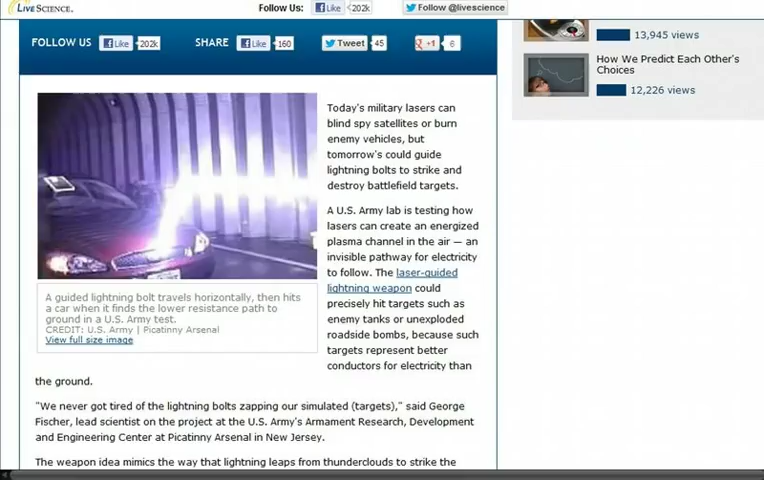 LIVESCIENCE.
Follow Us:
Like
202k
Follow @livescience
FOLLOW US
Like
202k
SHARE
Like
160
Tweet
45
+1
6
13,945 views
How We Predict Each Other's
Choices
12,226 views
Today's military lasers can
blind spy satellites or burn
enemy vehicles, but
tomorrow's could guide
lightning bolts to strike and
destroy battlefield targets.
A U.S. Army lab is testing how
lasers can create an energized
plasma channel in the air — an
invisible pathway for electricity
to follow. The laser-guided
lightning weapon could
precisely hit targets such as
enemy tanks or unexploded
roadside bombs, because such
targets represent better
conductors for electricity than
the ground.
A guided lightning bolt travels horizontally, then hits
a car when it finds the lower resistance path to
ground in a U.S. Army test.
CREDIT: U.S. Army | Picatinny Arsenal
View full size image
"We never got tired of the lightning bolts zapping our simulated (targets)," said George
Fischer, lead scientist on the project at the U.S. Army's Armament Research, Development
and Engineering Center at Picatinny Arsenal in New Jersey.
The weapon idea mimics the way that lightning leaps from thunderclouds to strike the